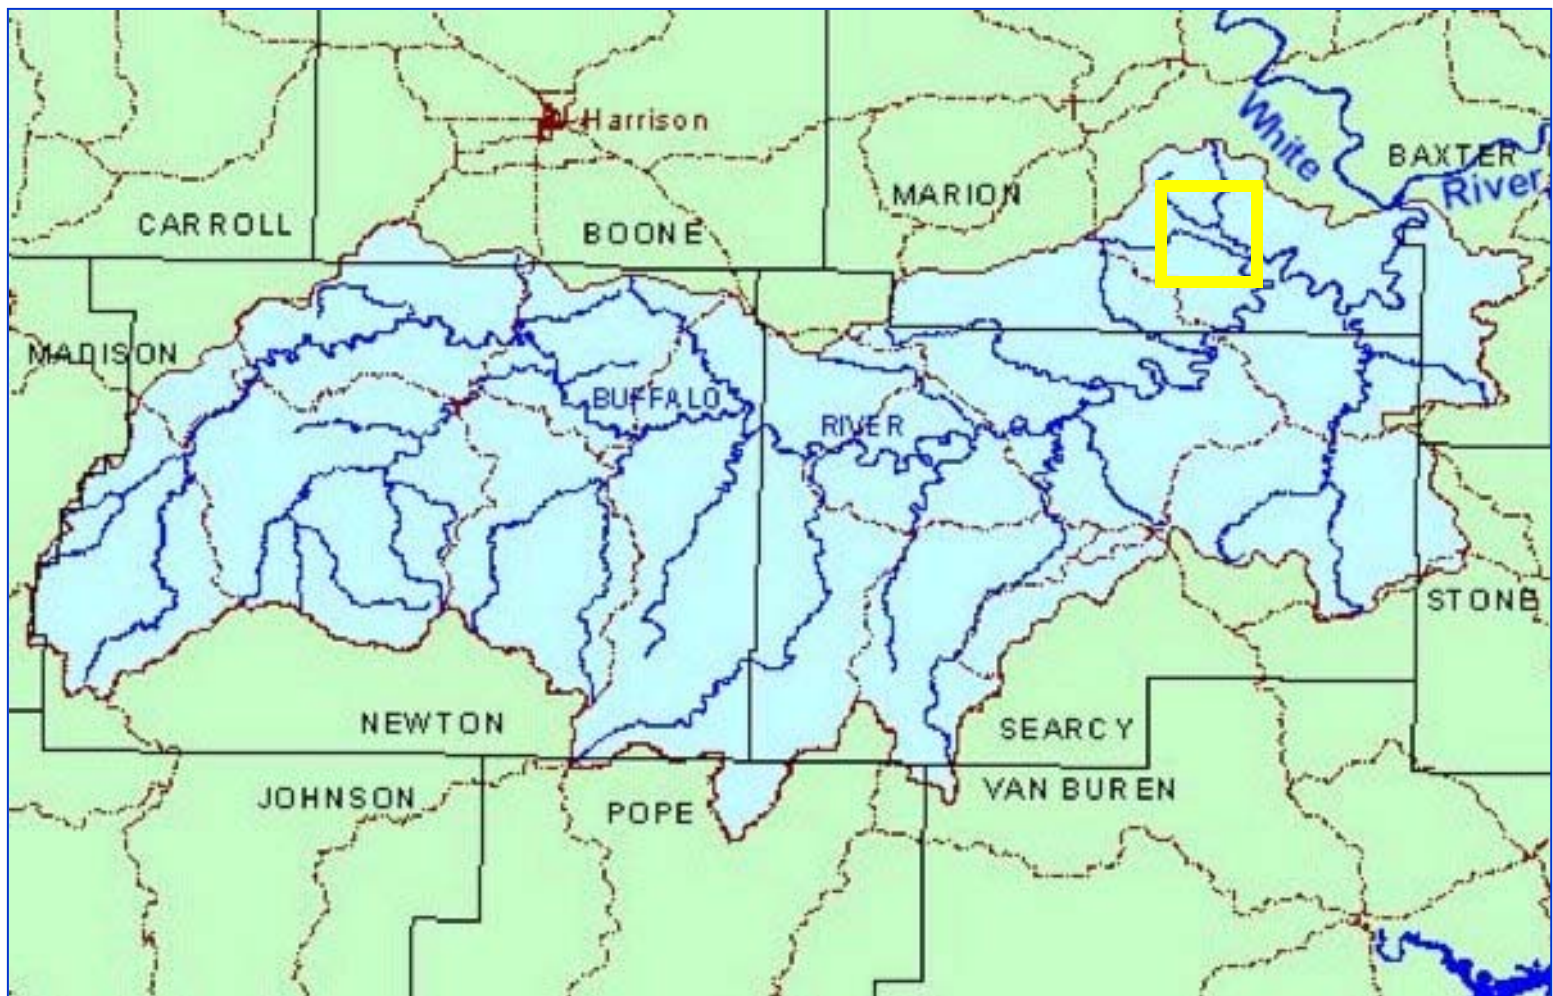 Harrison
White
BAXTER
River
MARION
CARROLL
BOONE
MADISON
BUFFALO
RIVER
STONE
NEWTON
SEARCY
JOHNSON
POPE
VAN BUREN